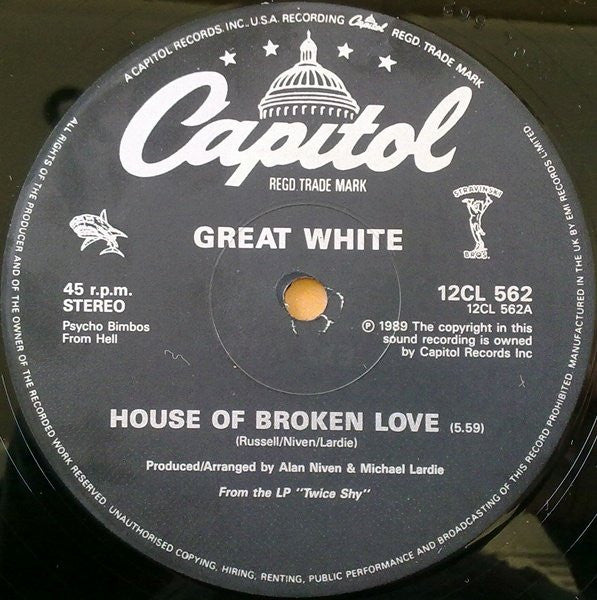 A CAPITOL RECORDS, INC., U.S.A. RECORDING Capitol REGD. TRADE MARK
Capitol
REGD. TRADE MARK
GREAT WHITE
STRAVINSKI
BROS.
45 r.p.m.
STEREO
Psycho Bimbos
From Hell
12CL 562
12CL 562A
℗ 1989 The copyright in this
sound recording is owned
by Capitol Records Inc
HOUSE OF BROKEN LOVE (5.59)
(Russell/Niven/Lardie)
Produced/Arranged by Alan Niven & Michael Lardie
From the LP "Twice Shy"
ALL RIGHTS OF THE PRODUCER AND OF THE OWNER OF THE RECORDED WORK RESERVED. UNAUTHORISED COPYING, HIRING, RENTING, PUBLIC PERFORMANCE AND BROADCASTING OF THIS RECORD PROHIBITED. MANUFACTURED IN THE UK BY EMI RECORDS LIMITED